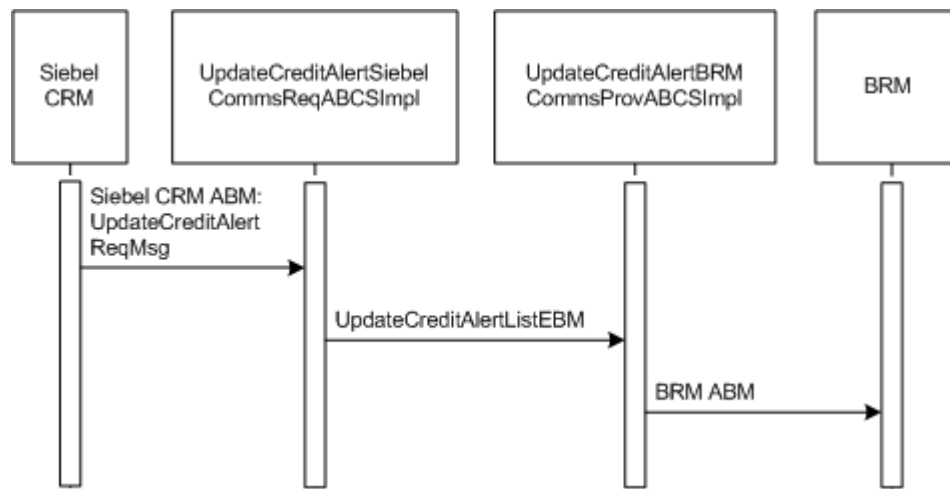 Siebel
CRM
UpdateCreditAlertSiebel
CommsReqABCSImpl
UpdateCreditAlertBRM
CommsProvABCSImpl
BRM
Siebel CRM ABM:
UpdateCreditAlert
ReqMsg
UpdateCreditAlertListEBM
BRM ABM